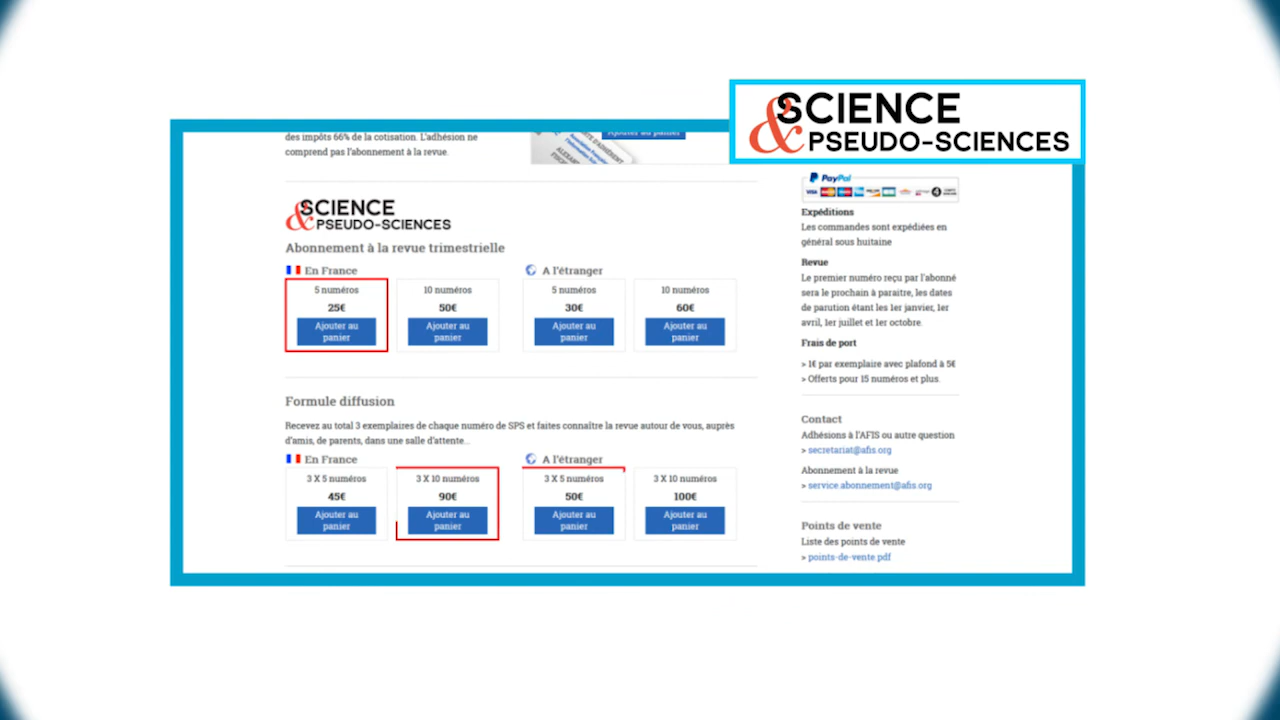 SCIENCE
& PSEUDO-SCIENCES
des impôts 66% de la cotisation. L'adhésion ne
comprend pas l'abonnement à la revue.
Ajouter au panier
SCIENCE
& PSEUDO-SCIENCES
Abonnement à la revue trimestrielle
En France
5 numéros
25€
Ajouter au
panier
10 numéros
50€
Ajouter au
panier
A l'étranger
5 numéros
30€
Ajouter au
panier
10 numéros
60€
Ajouter au
panier
Formule diffusion
Recevez au total 3 exemplaires de chaque numéro de SPS et faites connaître la revue autour de vous, auprès
d'amis, de parents, dans une salle d'attente...
En France
3 X 5 numéros
45€
Ajouter au
panier
3 X 10 numéros
90€
Ajouter au
panier
A l'étranger
3 X 5 numéros
50€
Ajouter au
panier
3 X 10 numéros
100€
Ajouter au
panier
PayPal
VISA
Expéditions
Les commandes sont expédiées en
général sous huitaine
Revue
Le premier numéro reçu par l'abonné
sera le prochain à paraitre, les dates
de parution étant les 1er janvier, 1er
avril, 1er juillet et 1er octobre.
Frais de port
> 1€ par exemplaire avec plafond à 5€
> Offerts pour 15 numéros et plus.
Contact
Adhésions à l'AFIS ou autre question
> secretariat@afis.org
Abonnement à la revue
> service.abonnement@afis.org
Points de vente
Liste des points de vente
> points-de-vente.pdf